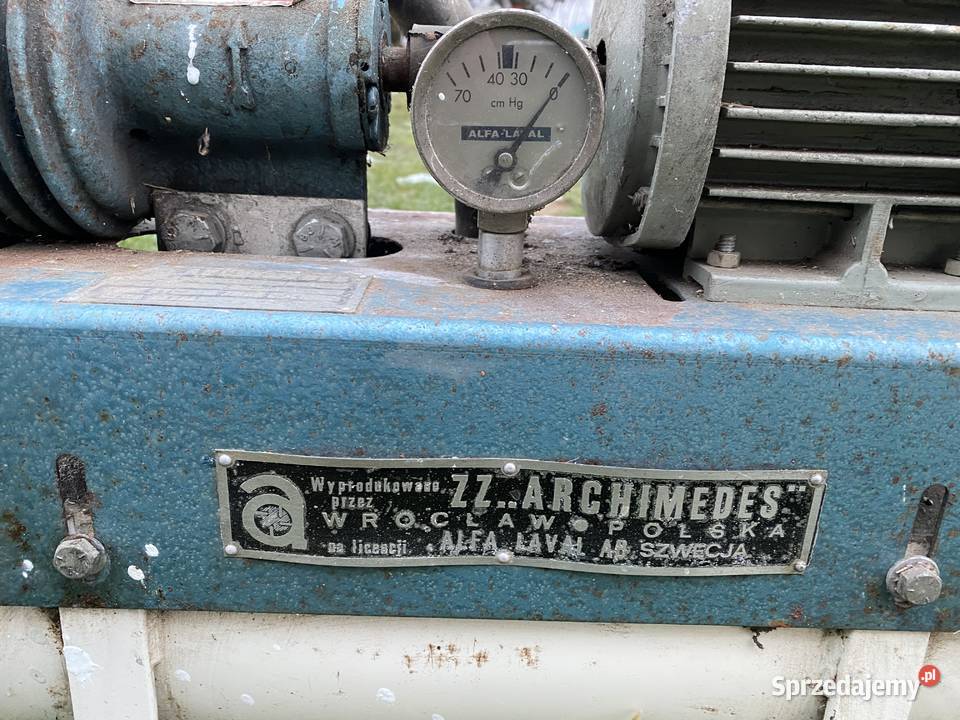 40 30
70 0
cm Hg
ALFA-LAVAL
a
Wyprodukowano ZZ „ARCHIMEDES”
przez
WROCŁAW POLSKA
na licencji ALFA LAVAL AB SZWECJA
Sprzedajemy.pl